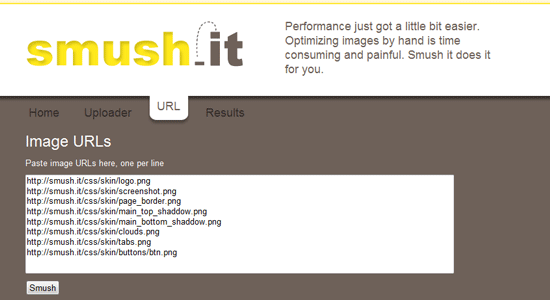 smush it
Performance just got a little bit easier.
Optimizing images by hand is time
consuming and painful. Smush it does it
for you.
Home Uploader URL Results
Image URLs
Paste image URLs here, one per line
http://smush.it/css/skin/logo.png
http://smush.it/css/skin/screenshot.png
http://smush.it/css/skin/page_border.png
http://smush.it/css/skin/main_top_shaddow.png
http://smush.it/css/skin/main_bottom_shaddow.png
http://smush.it/css/skin/clouds.png
http://smush.it/css/skin/tabs.png
http://smush.it/css/skin/buttons/btn.png
Smush